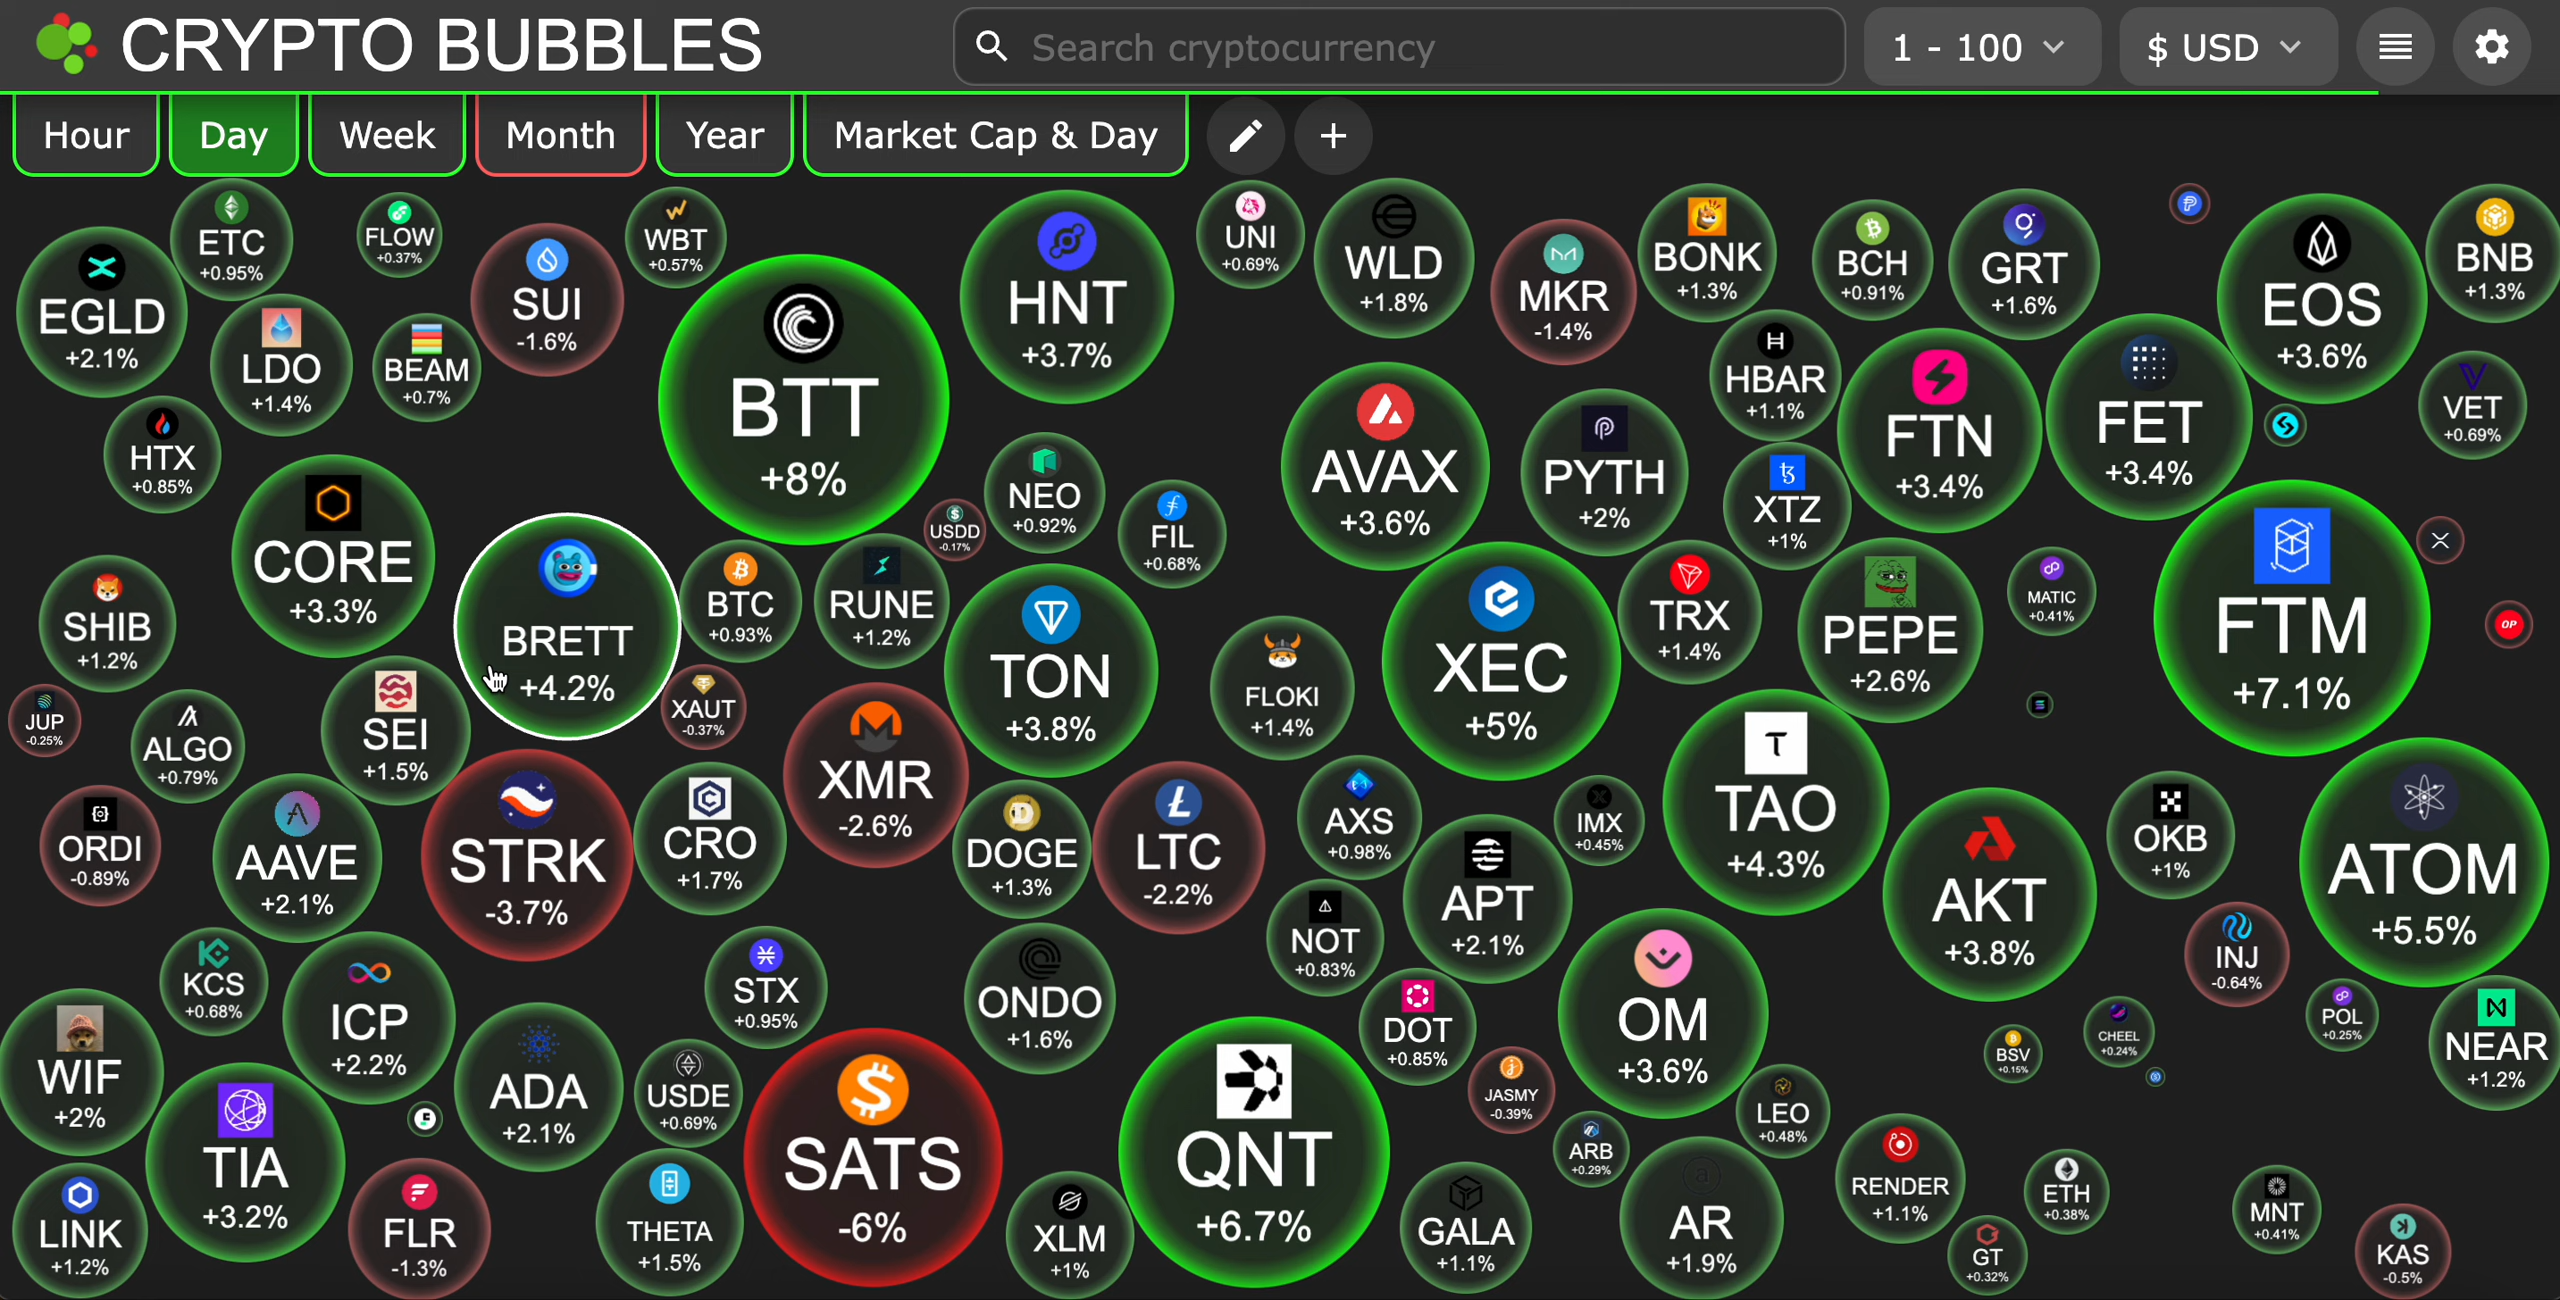 CRYPTO BUBBLES
Search cryptocurrency
1 - 100
$ USD
Hour
Day
Week
Month
Year
Market Cap & Day
EGLD
+2.1%
ETC
+0.95%
FLOW
+0.37%
LDO
+1.4%
BEAM
+0.7%
SUI
-1.6%
WBT
+0.57%
BTT
+8%
HNT
+3.7%
UNI
+0.69%
WLD
+1.8%
MKR
-1.4%
BONK
+1.3%
BCH
+0.91%
GRT
+1.6%
EOS
+3.6%
BNB
+1.3%
HTX
+0.85%
CORE
+3.3%
BRETT
+4.2%
USDD
-0.17%
NEO
+0.92%
FIL
+0.68%
AVAX
+3.6%
PYTH
+2%
HBAR
+1.1%
XTZ
+1%
FTN
+3.4%
FET
+3.4%
VET
+0.69%
SHIB
+1.2%
BTC
+0.93%
RUNE
+1.2%
TON
+3.8%
FLOKI
+1.4%
XEC
+5%
TRX
+1.4%
PEPE
+2.6%
MATIC
+0.41%
FTM
+7.1%
OP
JUP
-0.25%
ALGO
+0.79%
SEI
+1.5%
XAUT
-0.37%
XMR
-2.6%
TAO
+4.3%
ORDI
-0.89%
AAVE
+2.1%
STRK
-3.7%
CRO
+1.7%
DOGE
+1.3%
LTC
-2.2%
AXS
+0.98%
IMX
+0.45%
APT
+2.1%
AKT
+3.8%
OKB
+1%
ATOM
+5.5%
KCS
+0.68%
ICP
+2.2%
STX
+0.95%
ONDO
+1.6%
NOT
+0.83%
DOT
+0.85%
OM
+3.6%
INJ
-0.64%
POL
+0.25%
WIF
+2%
TIA
+3.2%
ADA
+2.1%
USDE
+0.69%
SATS
-6%
QNT
+6.7%
JASMY
-0.39%
ARB
+0.29%
LEO
+0.48%
BSV
+0.15%
CHEEL
+0.24%
NEAR
+1.2%
LINK
+1.2%
FLR
-1.3%
THETA
+1.5%
XLM
+1%
GALA
+1.1%
AR
+1.9%
RENDER
+1.1%
ETH
+0.38%
GT
+0.32%
MNT
+0.41%
KAS
-0.5%